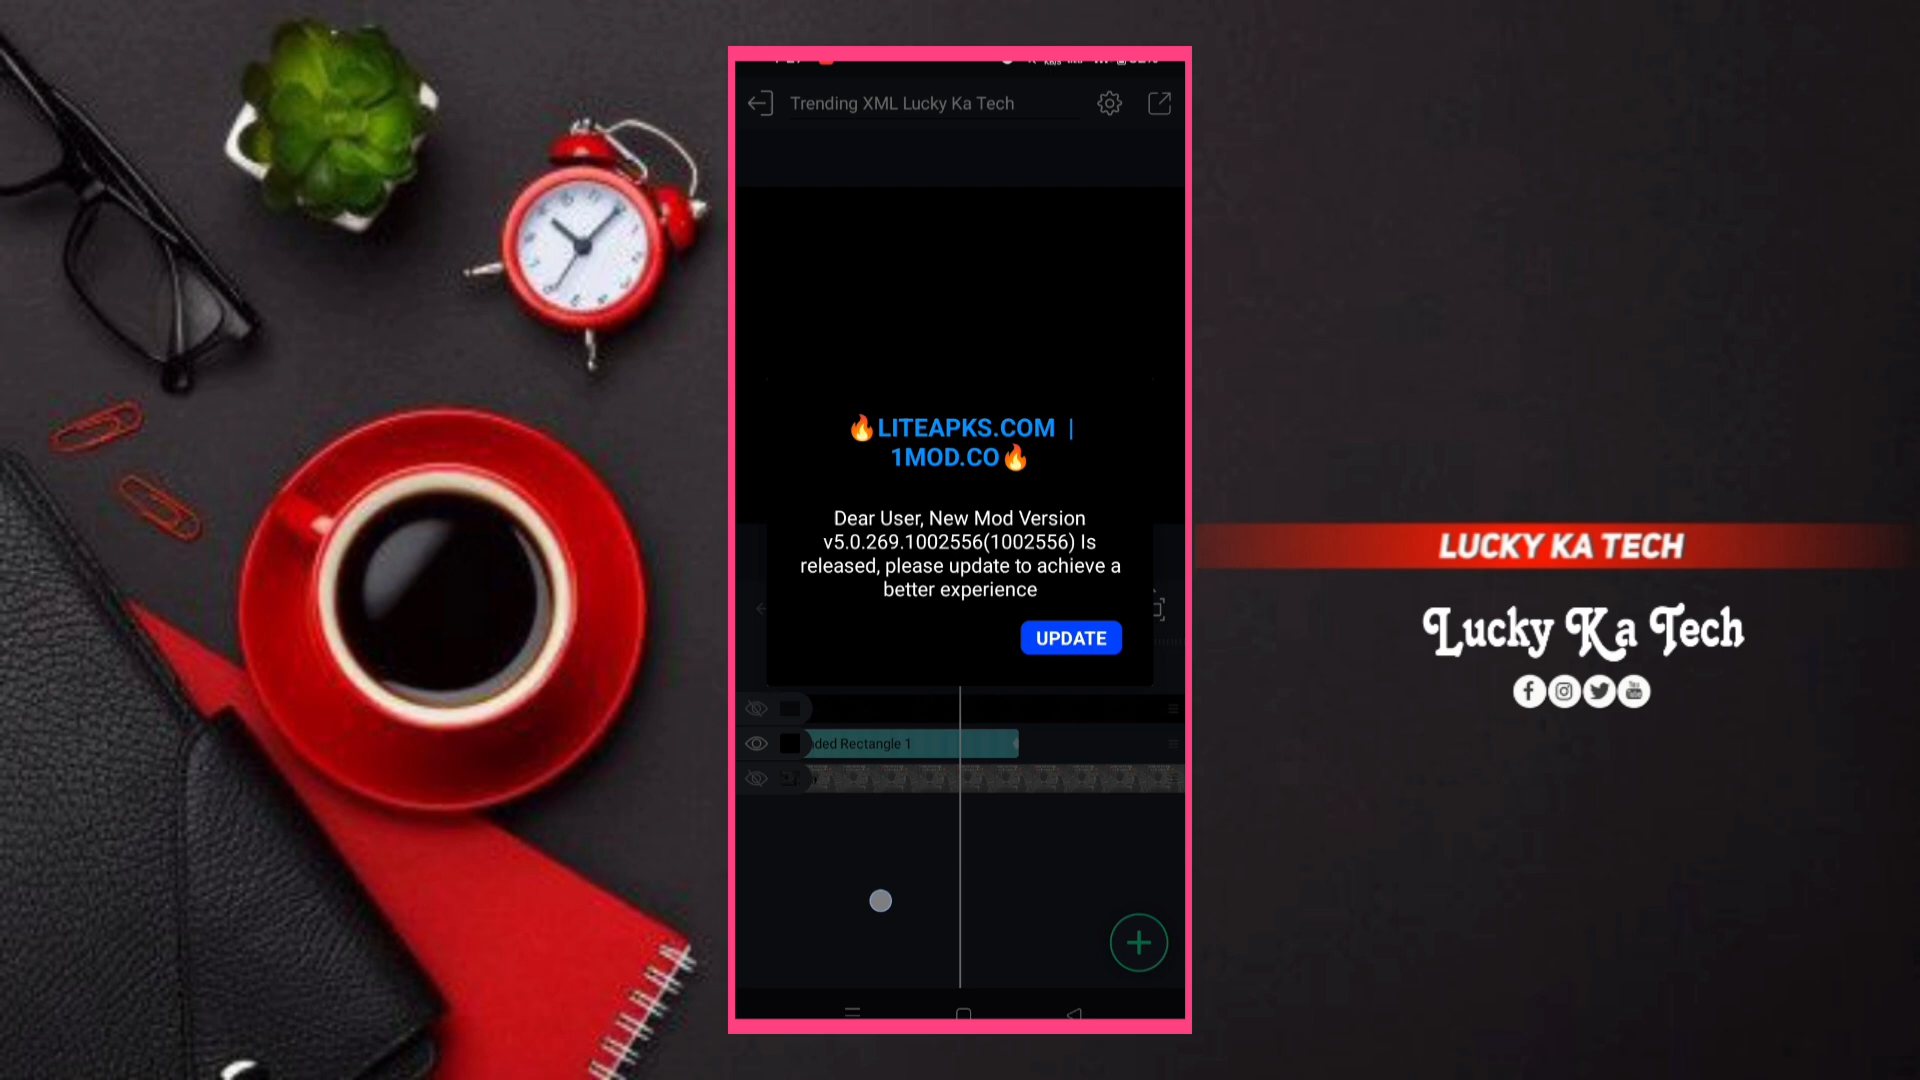 Trending XML Lucky Ka Tech
🔥LITEAPKS.COM |
1MOD.CO🔥
Dear User, New Mod Version
v5.0.269.1002556(1002556) Is
released, please update to achieve a
better experience
UPDATE
ded Rectangle 1
LUCKY KA TECH
Lucky Ka Tech